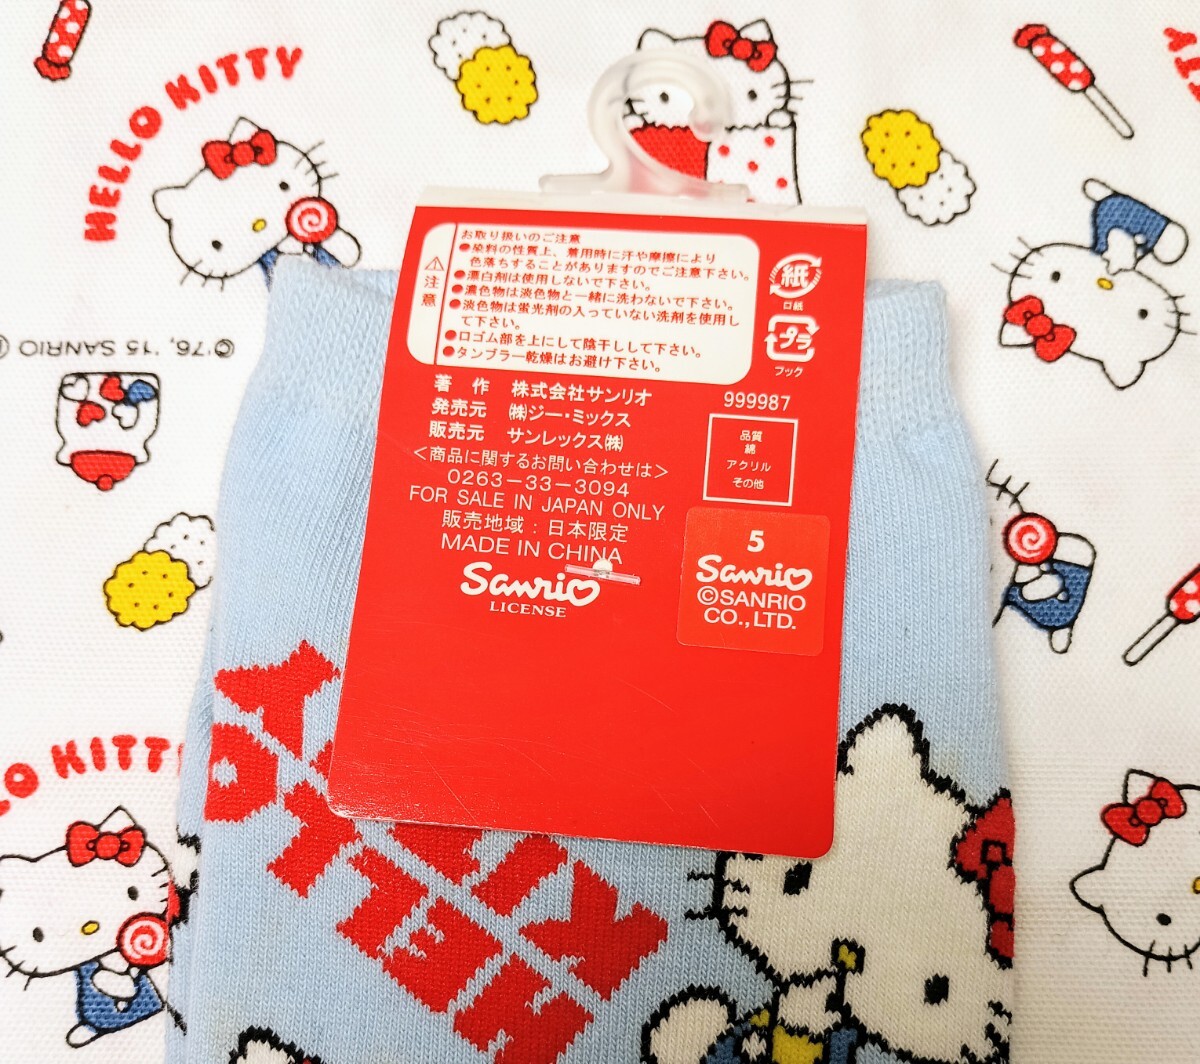 HELLO KITTY
お取り扱いのご注意
⚠
注意
●染料の性質上、着用時に汗や摩擦により
色落ちすることがありますのでご注意下さい。
●漂白剤は使用しないで下さい。
●濃色物は淡色物と一緒に洗わないで下さい。
●淡色物は蛍光剤の入っていない洗剤を使用し
て下さい。
●口ゴム部を上にして陰干しして下さい。
●タンブラー乾燥はお避け下さい。
紙
口紙
プラ
フック
著 作 株式会社サンリオ
発売元 ㈱ジー・ミックス
販売元 サンレックス㈱
＜商品に関するお問い合わせは＞
0263-33-3094
FOR SALE IN JAPAN ONLY
販売地域：日本限定
MADE IN CHINA
Sanrio
LICENSE
999987
品質
綿
アクリル
その他
5
Sanrio
©SANRIO
CO.,LTD.
©'76, '15 SANRIO
LO KITTY